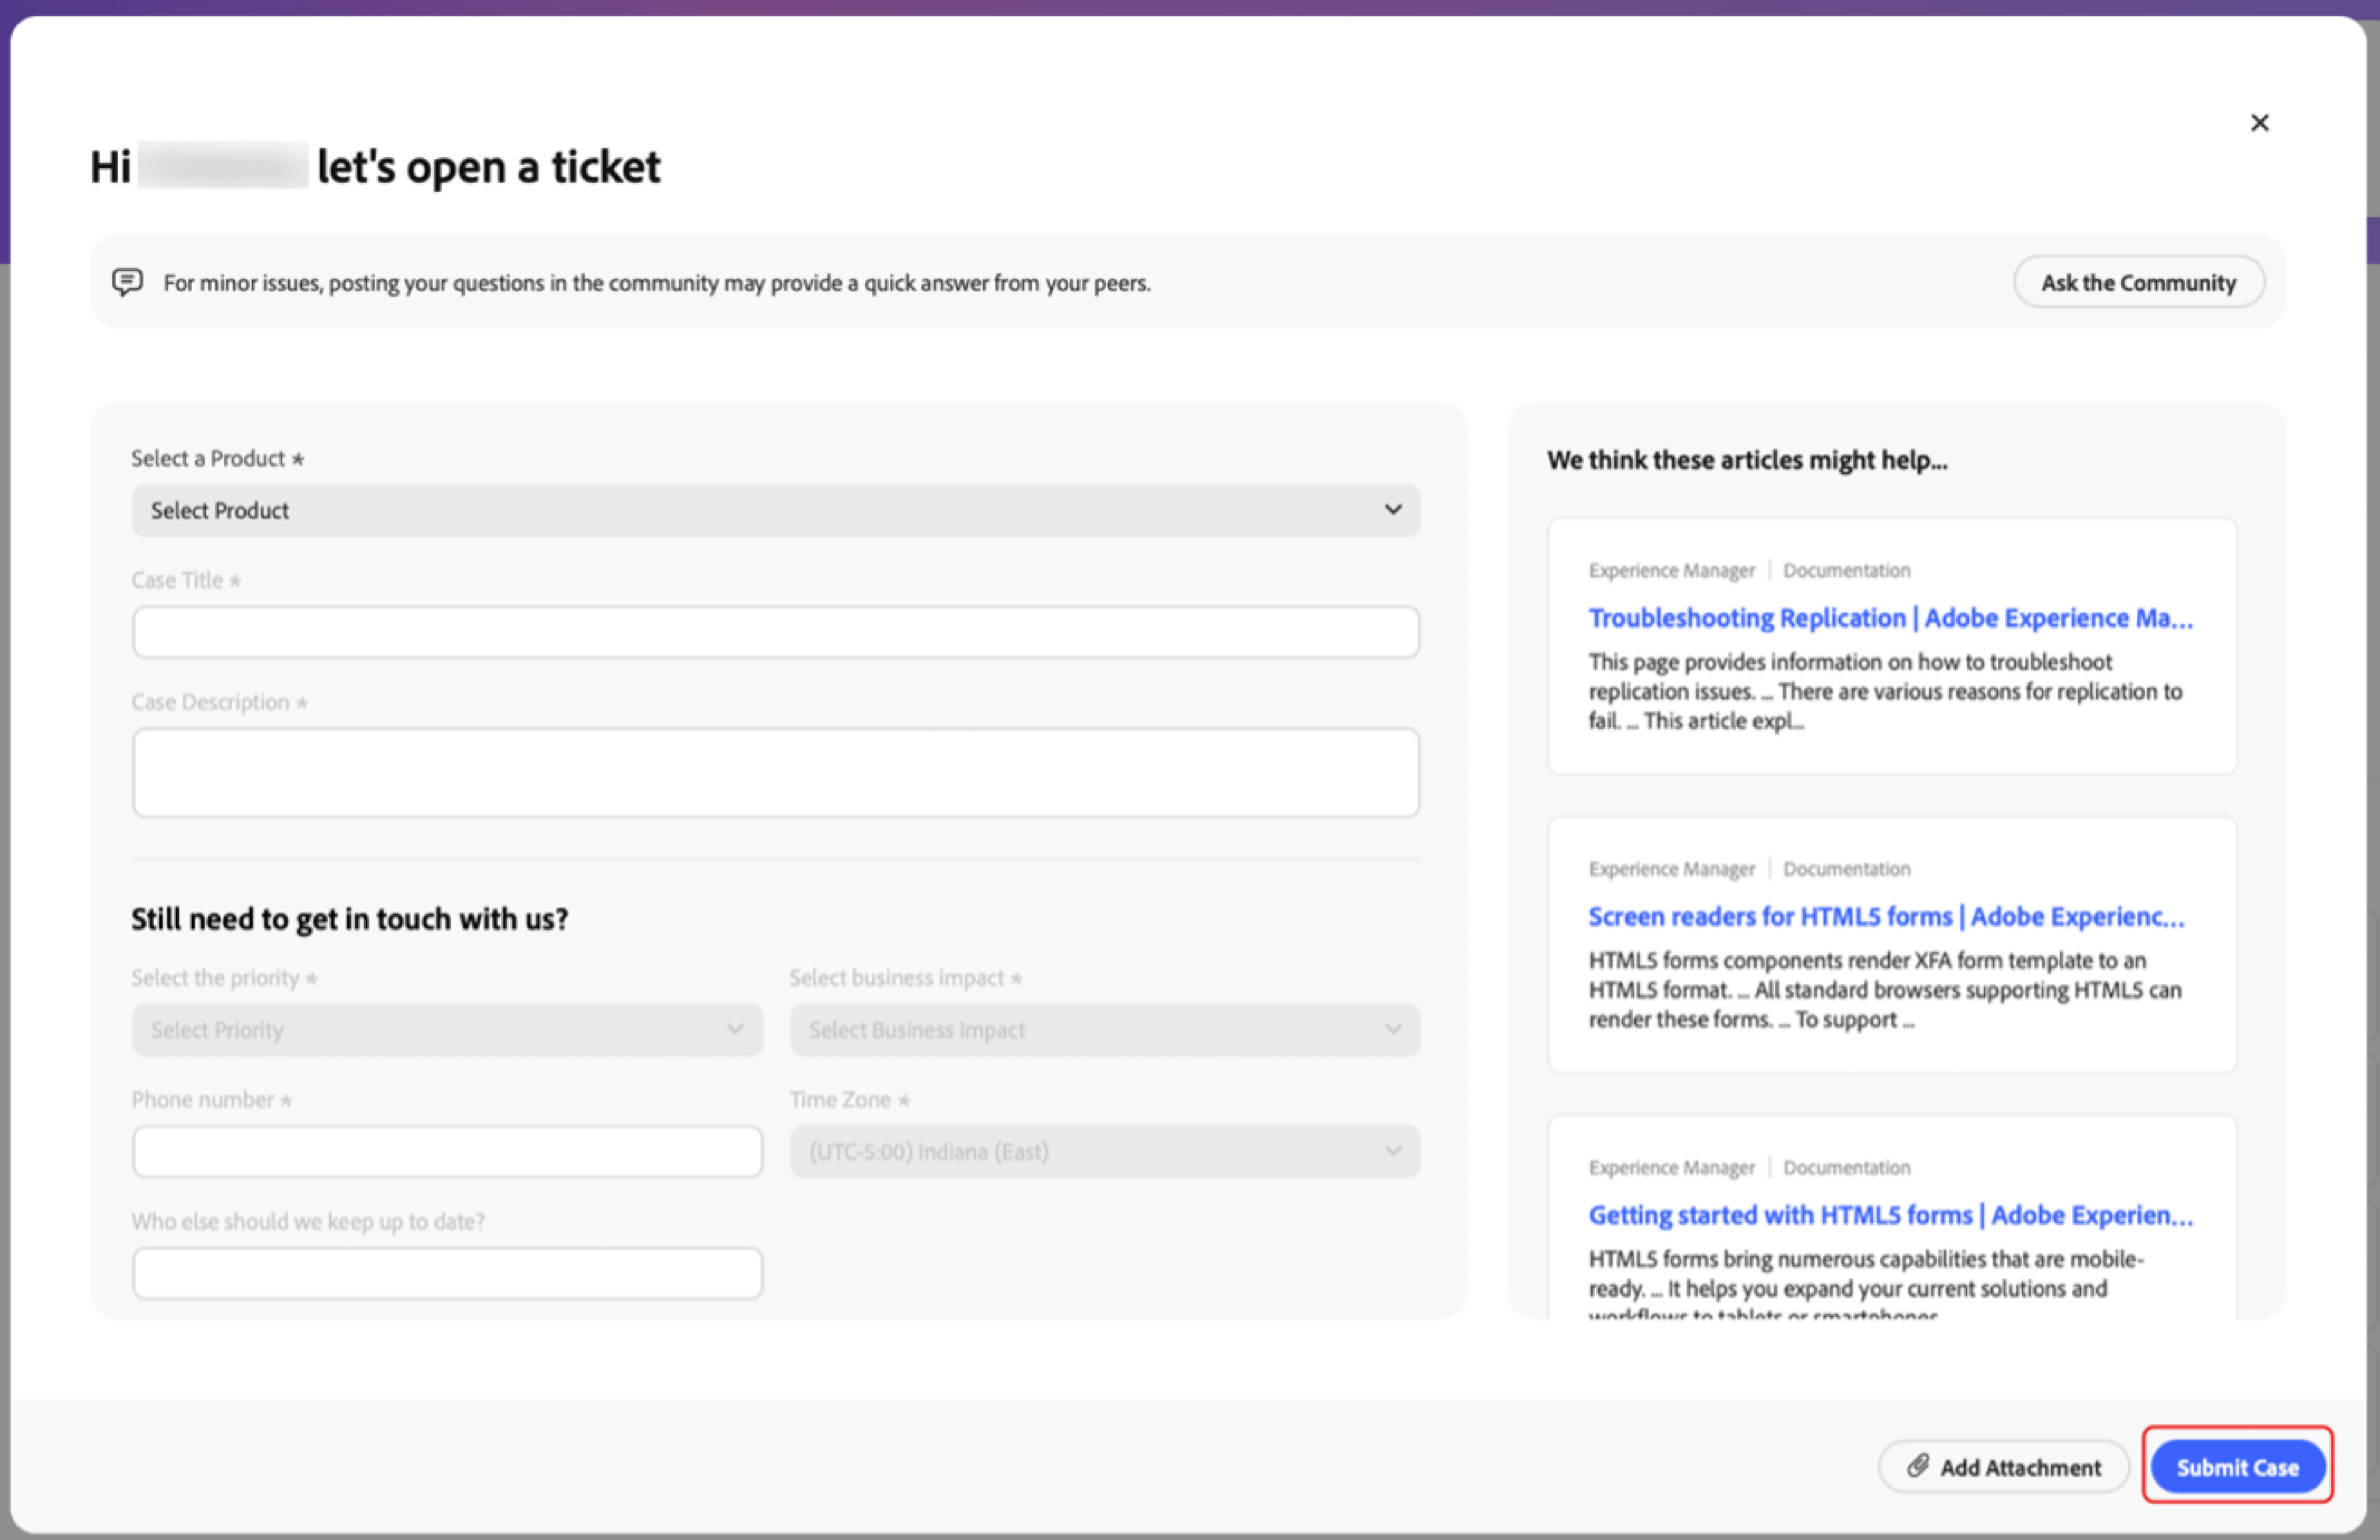 Hi let's open a ticket
For minor issues, posting your questions in the community may provide a quick answer from your peers.
Ask the Community
Select a Product *
Select Product
Case Title *
Case Description *
Still need to get in touch with us?
Select the priority *
Select business impact *
Select Priority
Select Business Impact
Phone number *
Time Zone *
(UTC-5:00) Indiana (East)
Who else should we keep up to date?
We think these articles might help...
Experience Manager | Documentation
Troubleshooting Replication | Adobe Experience Ma...
This page provides information on how to troubleshoot
replication issues. ... There are various reasons for replication to
fail. ... This article expl...
Experience Manager | Documentation
Screen readers for HTML5 forms | Adobe Experienc...
HTML5 forms components render XFA form template to an
HTML5 format. ... All standard browsers supporting HTML5 can
render these forms. ... To support ...
Experience Manager | Documentation
Getting started with HTML5 forms | Adobe Experien...
HTML5 forms bring numerous capabilities that are mobile-
ready. ... It helps you expand your current solutions and
workflows to tablets or smartphones
Add Attachment
Submit Case